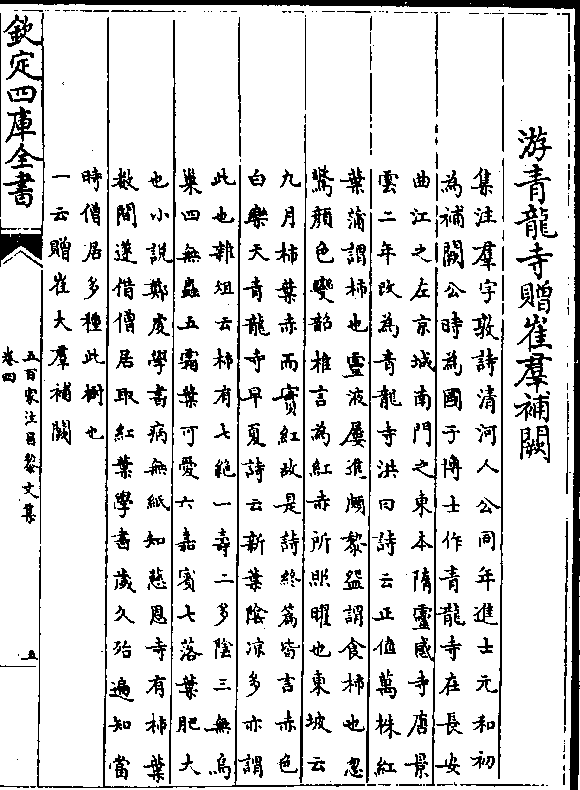 游青龍寺贈崔羣補闕
集注羣字敦詩清河人公同年進士元和初
為補闕公時為國子博士作青龍寺在長安
曲江之左京城南門之東本隋靈感寺唐景
雲二年改為青龍寺洪曰詩云正值萬株紅
葉滿謂柿也靈液屢進頗黎盌謂食柿也忽
驚顔色變韶稚言為紅赤所照曜也東坡云
九月柿葉赤而實紅故是詩終篇皆言赤色
白樂天青龍寺早夏詩云新葉陰涼多亦謂
此也雜俎云柿有七絶一壽二多陰三無鳥
巢四無蟲五霜葉可愛六嘉賓七落葉肥大
也小説鄭虔學書病無紙知慈恩寺有柿葉
數間遂借僧居取紅葉學書歲久殆遍知當
時僧居多種此樹也
一云贈崔大羣補闕
欽定四庫全書
五百家注昌黎文集
卷四
五